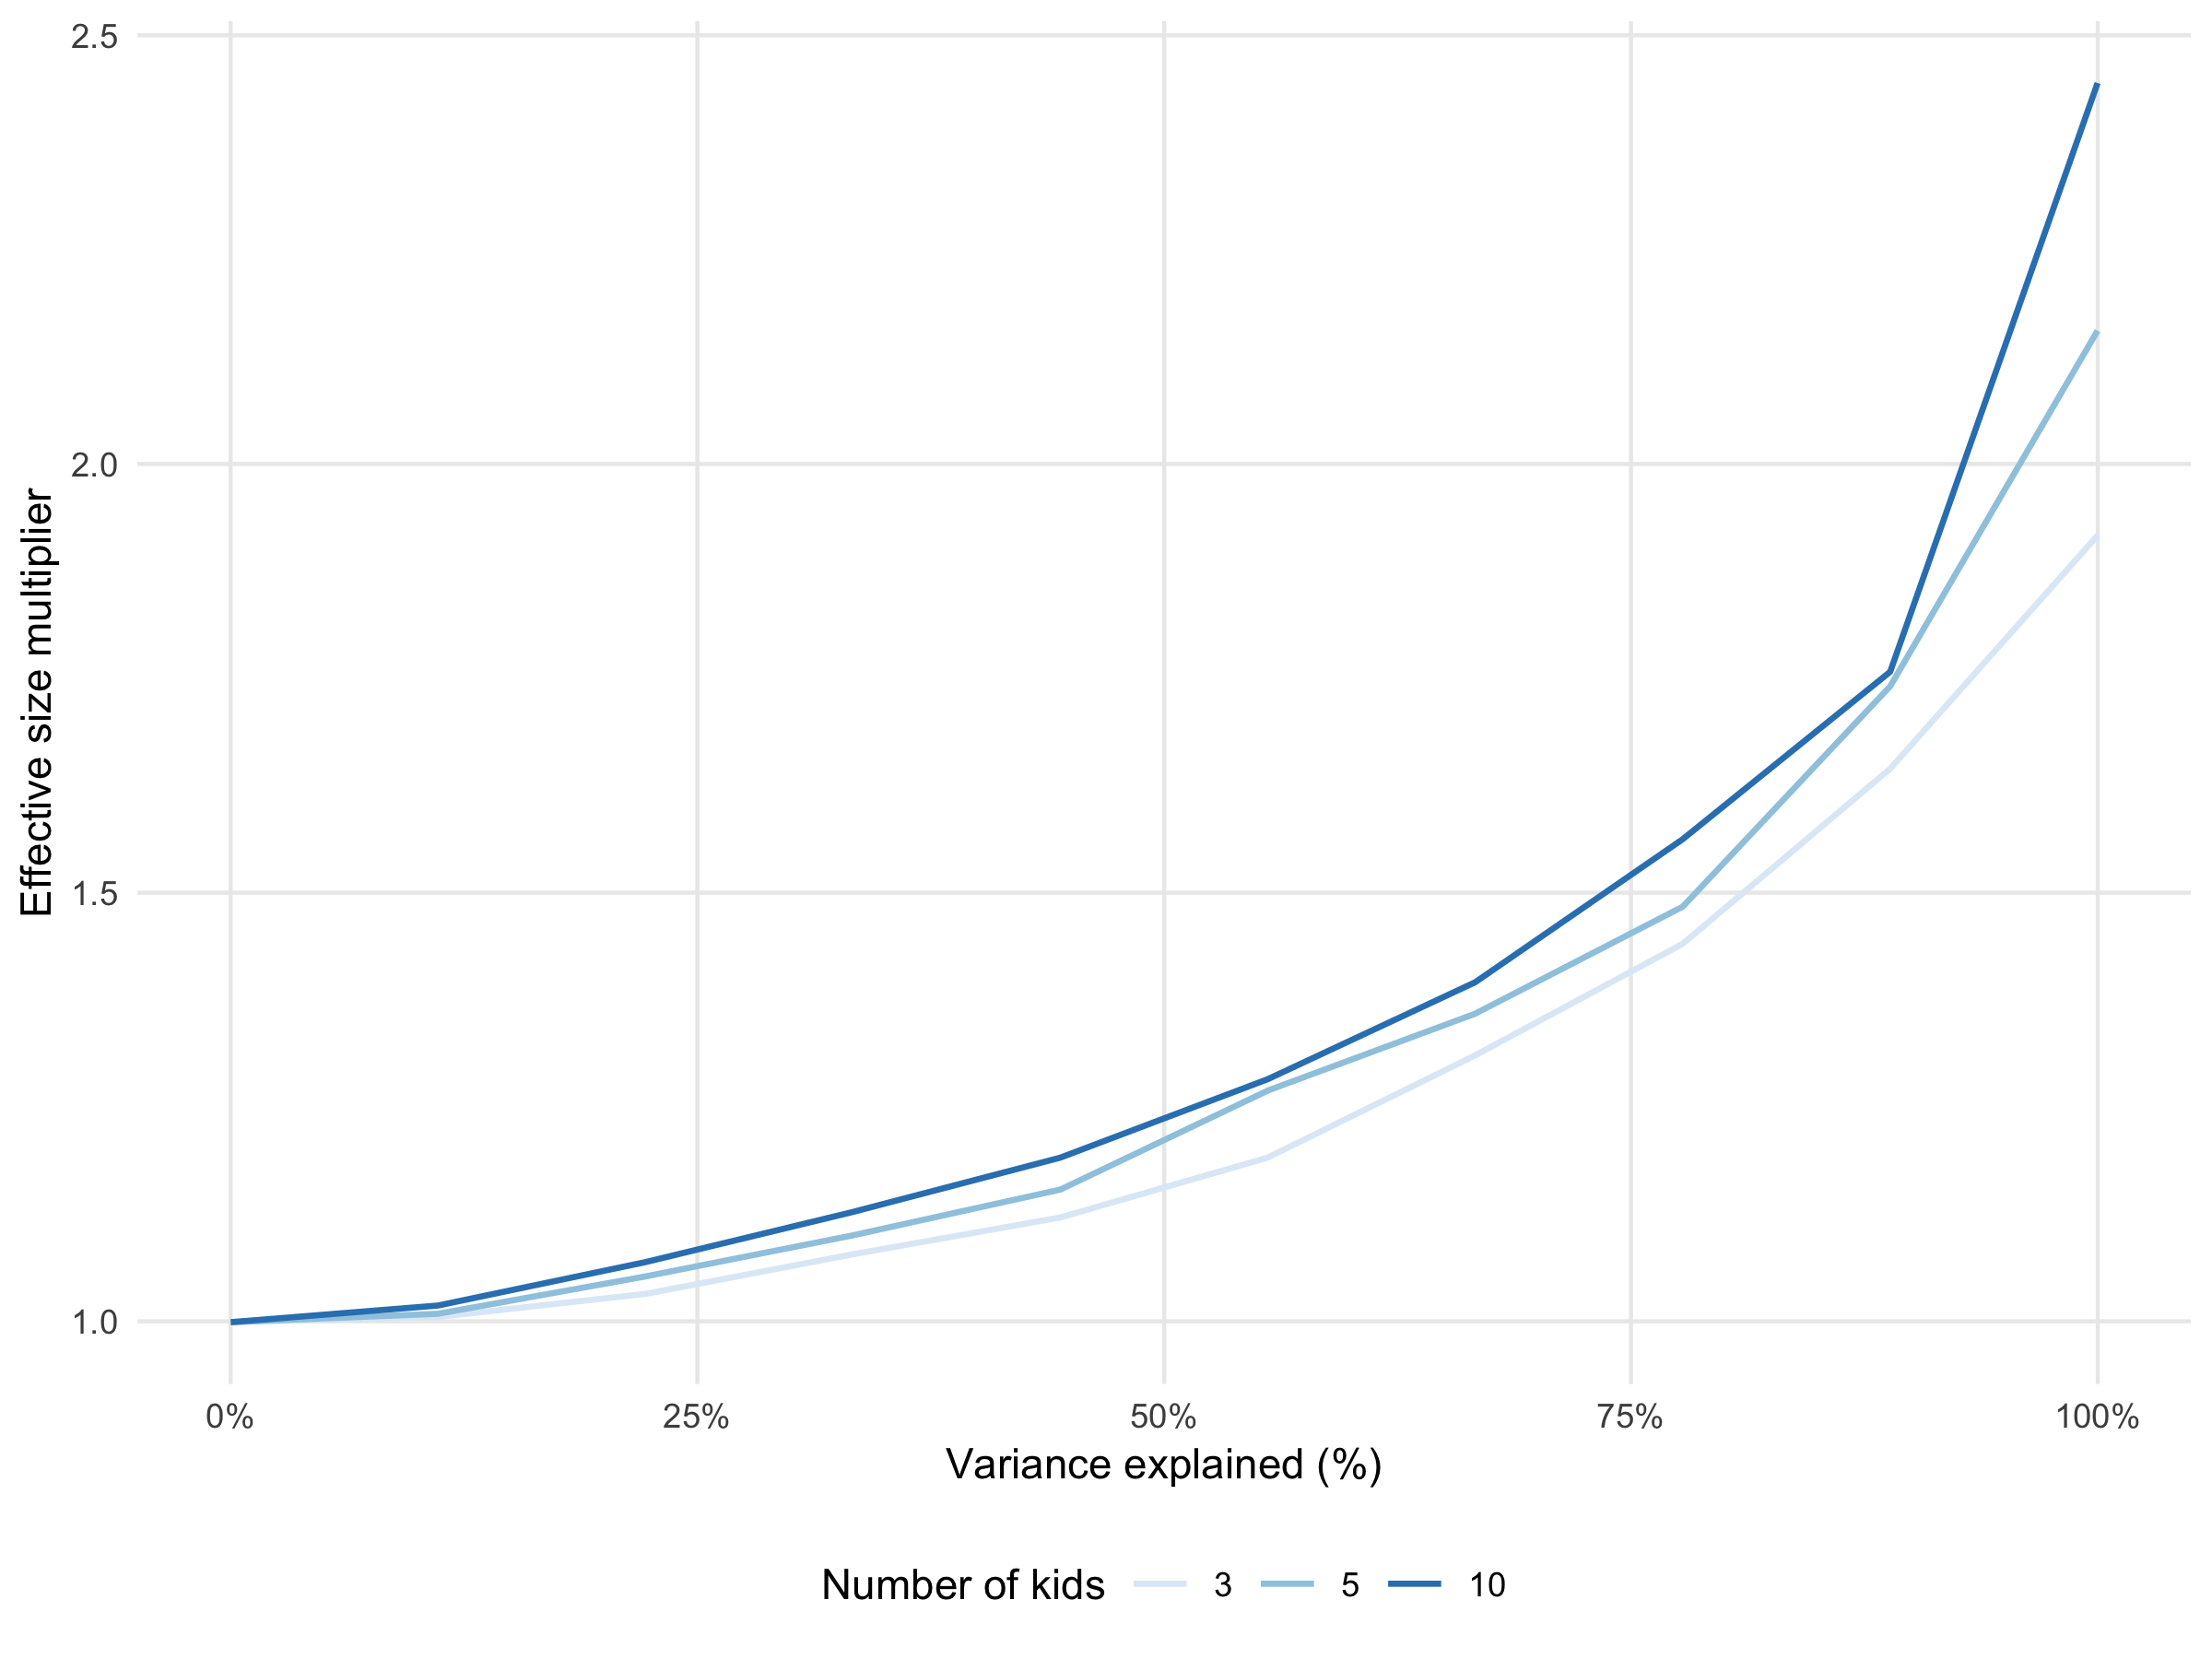 2.5
2.0
1.5
1.0
Effective size multiplier
0% 25% 50% 75% 100%
Variance explained (%)
Number of kids 3 5 10